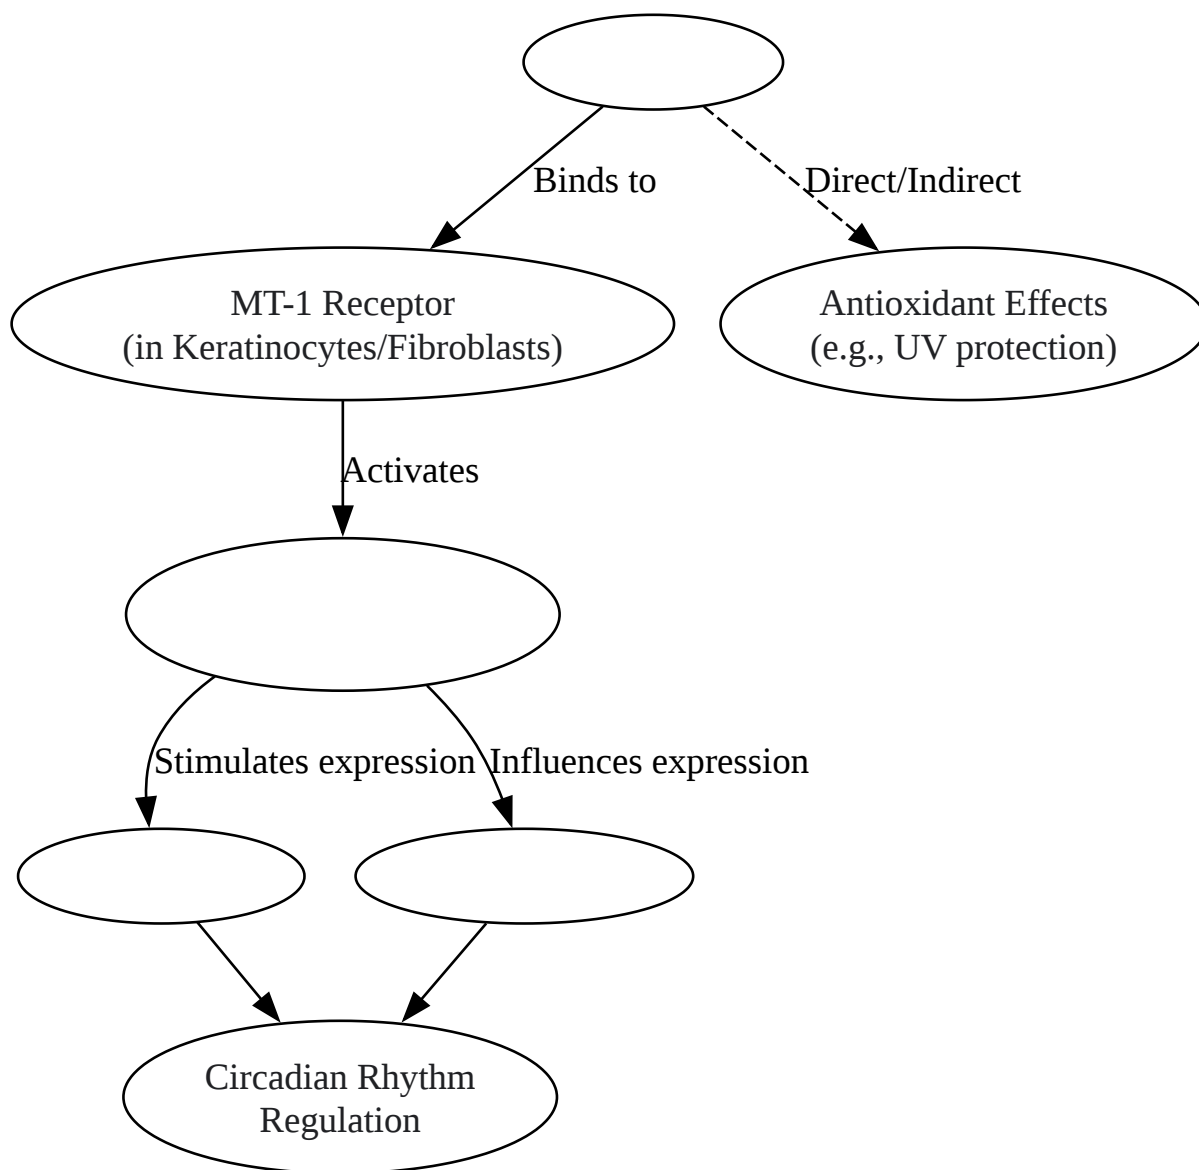 Binds to
Direct/Indirect
MT-1 Receptor
(in Keratinocytes/Fibroblasts)
Antioxidant Effects
(e.g., UV protection)
Activates
Stimulates expression
Influences expression
Circadian Rhythm
Regulation